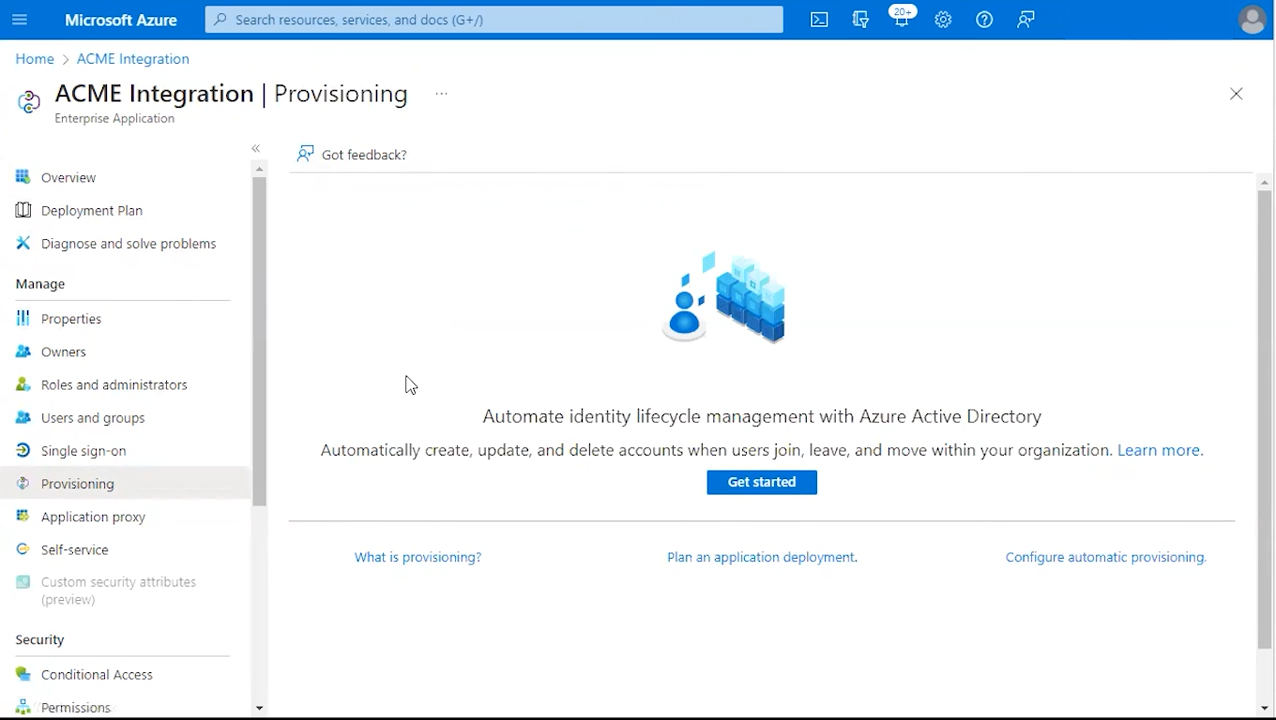 Microsoft Azure
Search resources, services, and docs (G+/)
20+
Home > ACME Integration
ACME Integration | Provisioning ...
Enterprise Application
Got feedback?
Overview
Deployment Plan
Diagnose and solve problems
Manage
Properties
Owners
Roles and administrators
Users and groups
Single sign-on
Provisioning
Application proxy
Self-service
Custom security attributes
(preview)
Security
Conditional Access
Permissions
Automate identity lifecycle management with Azure Active Directory
Automatically create, update, and delete accounts when users join, leave, and move within your organization. Learn more.
Get started
What is provisioning?
Plan an application deployment.
Configure automatic provisioning.